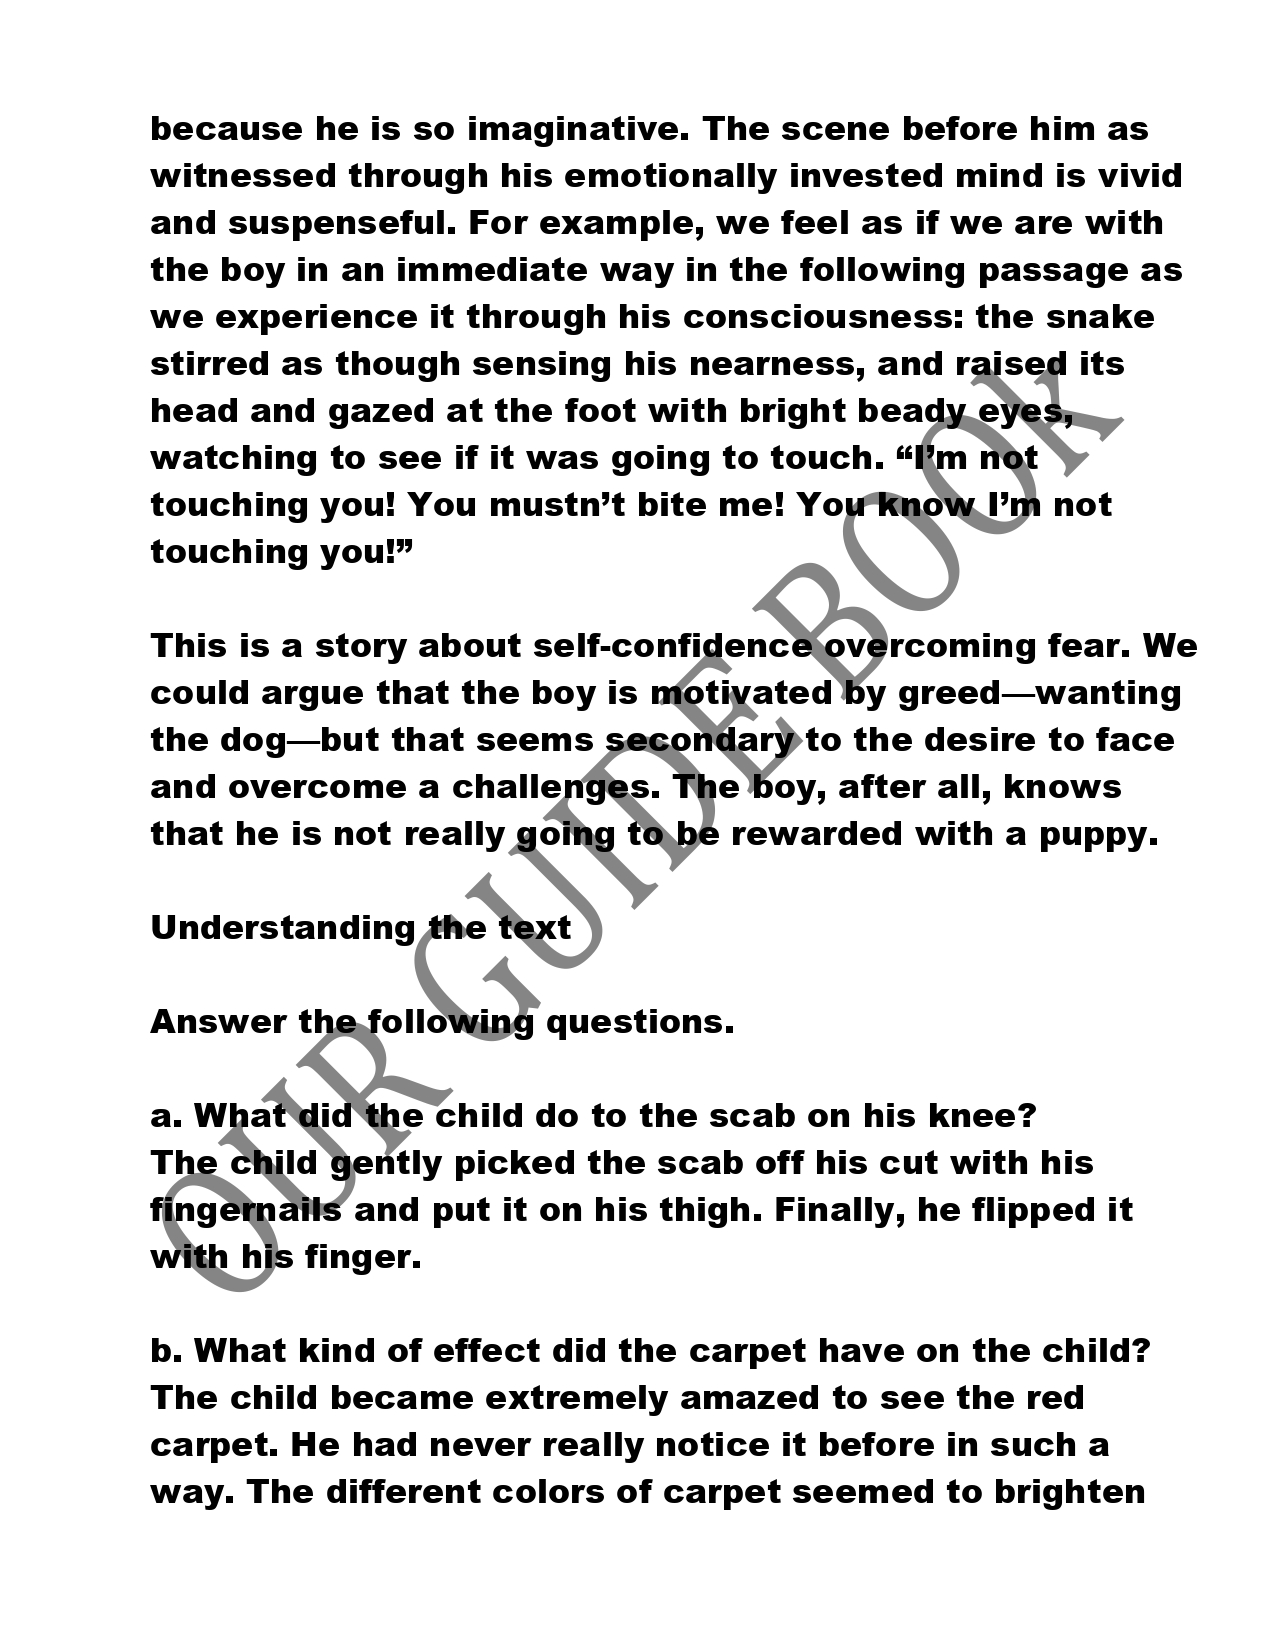 because he is so imaginative. The scene before him as
witnessed through his emotionally invested mind is vivid
and suspenseful. For example, we feel as if we are with
the boy in an immediate way in the following passage as
we experience it through his consciousness: the snake
stirred as though sensing his nearness, and raised its
head and gazed at the foot with bright beady eyes,
watching to see if it was going to touch. “I’m not
touching you! You mustn’t bite me! You know I’m not
touching you!”
This is a story about self-confidence overcoming fear. We
could argue that the boy is motivated by greed—wanting
the dog—but that seems secondary to the desire to face
and overcome a challenges. The boy, after all, knows
that he is not really going to be rewarded with a puppy.
Understanding the text
Answer the following questions.
a. What did the child do to the scab on his knee?
The child gently picked the scab off his cut with his
fingernails and put it on his thigh. Finally, he flipped it
with his finger.
b. What kind of effect did the carpet have on the child?
The child became extremely amazed to see the red
carpet. He had never really notice it before in such a
way. The different colors of carpet seemed to brighten
OUR GUIDE BOOk